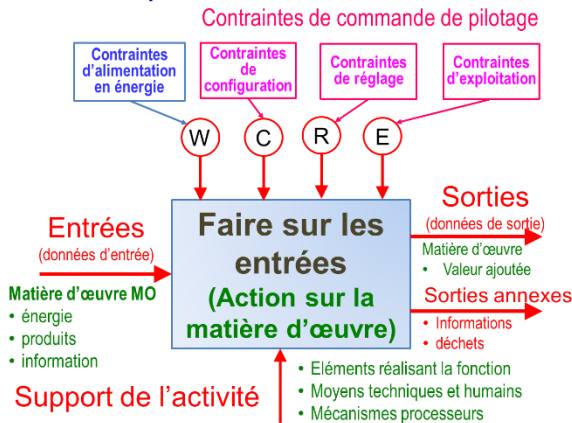 Contraintes de commande de pilotage
Contraintes
d’alimentation
en énergie
Contraintes
de
configuration
Contraintes
de réglage
Contraintes
d’exploitation
W
C
R
E
Entrées
(données d’entrée)
Matière d’œuvre MO
• énergie
• produits
• information
Faire sur les
entrées
(Action sur la
matière d’œuvre)
Sorties
(données de sortie)
Matière d’œuvre
• Valeur ajoutée
Sorties annexes
• Informations
• déchets
Support de l’activité
• Eléments réalisant la fonction
• Moyens techniques et humains
• Mécanismes processeurs